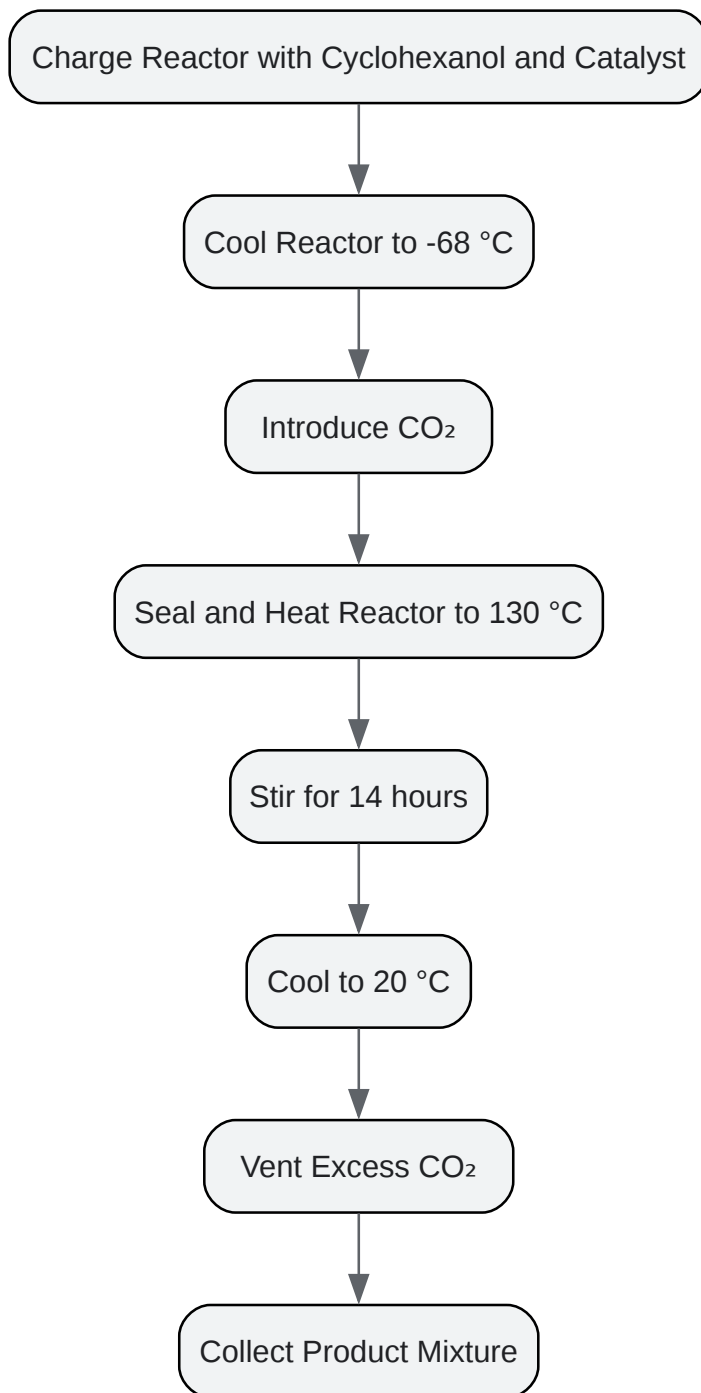 Charge Reactor with Cyclohexanol and Catalyst
Cool Reactor to -68 °C
Introduce CO₂
Seal and Heat Reactor to 130 °C
Stir for 14 hours
Cool to 20 °C
Vent Excess CO₂
Collect Product Mixture